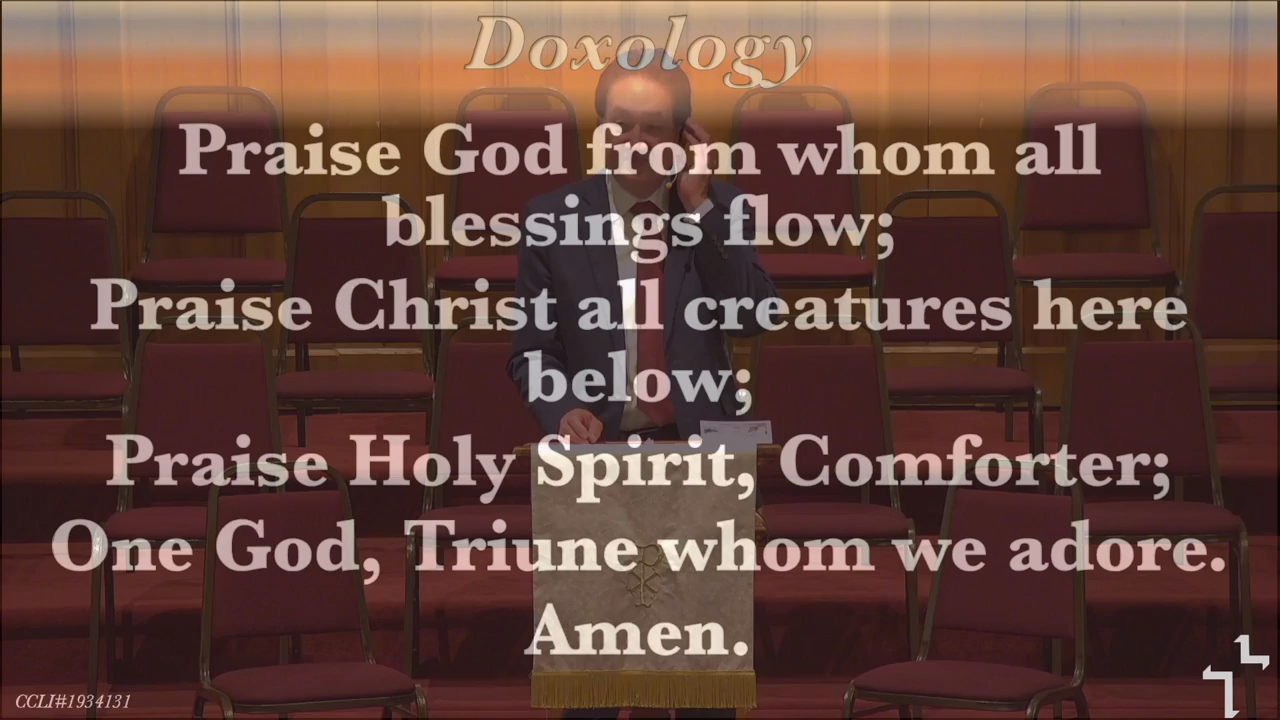 Doxology
Praise God from whom all
blessings flow;
Praise Christ all creatures here
below;
Praise Holy Spirit, Comforter;
One God, Triune whom we adore.
Amen.
CCLI#1934131